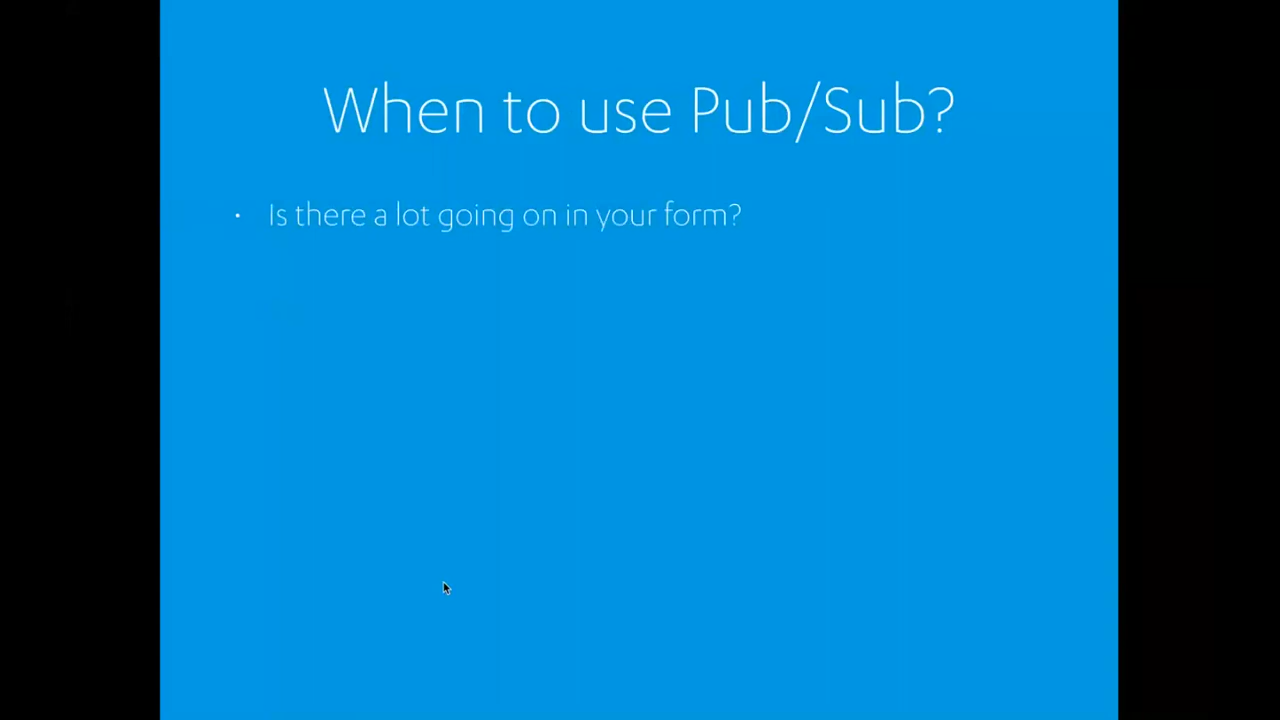 When to use Pub/Sub?
• Is there a lot going on in your form?